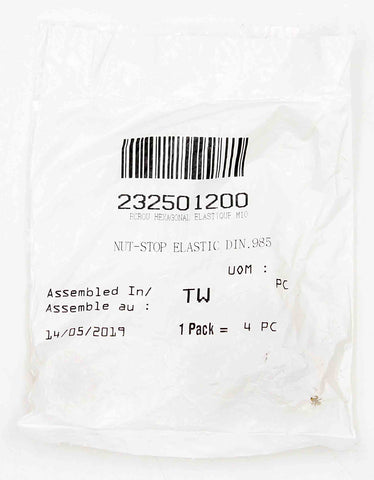 232501200
ECROU HEXAGONAL ELASTIQUE M10
NUT-STOP ELASTIC DIN.985
UOM :
PC
Assembled In/
Assemble au :
TW
14/05/2019
1 Pack = 4 PC